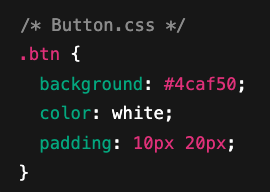 /* Button.css */
.btn {
  background: #4caf50;
  color: white;
  padding: 10px 20px;
}